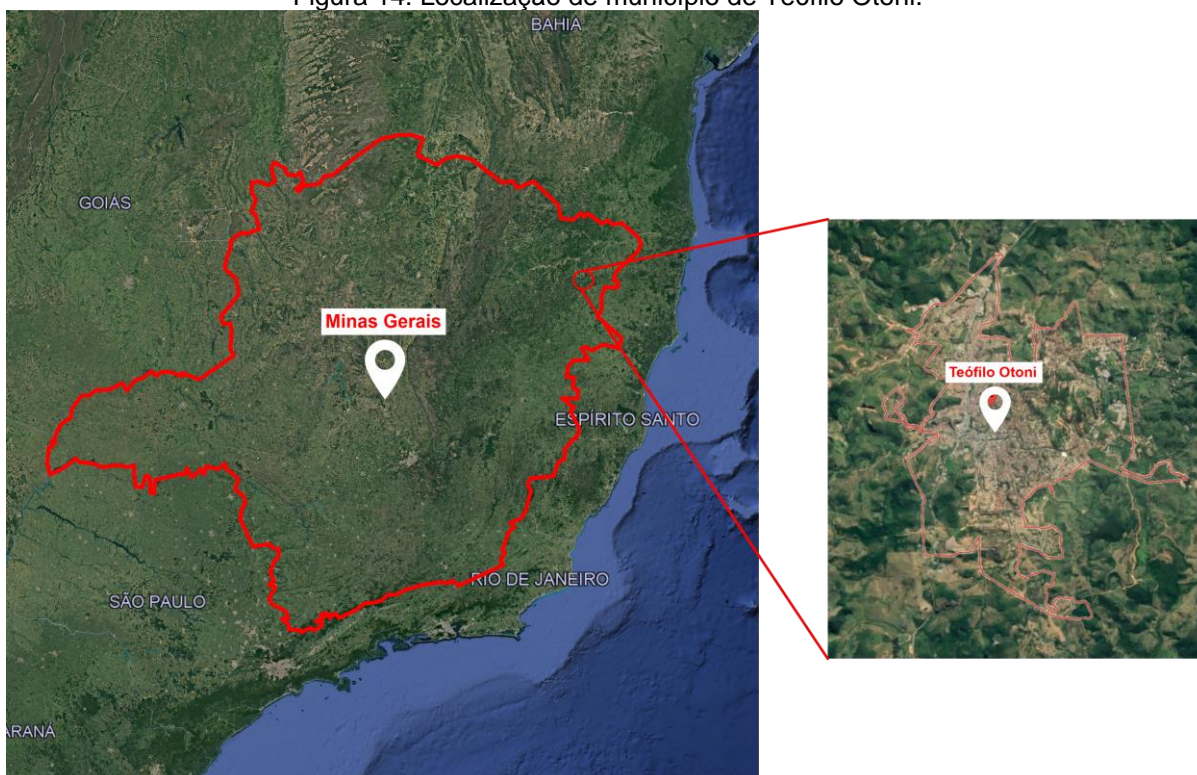 Figura 14: Localização de município de Teófilo Otoni.
BAHIA
GOIÁS
Minas Gerais
Teófilo Otoni
ESPÍRITO SANTO
RIO DE JANEIRO
SÃO PAULO
ARANÁ